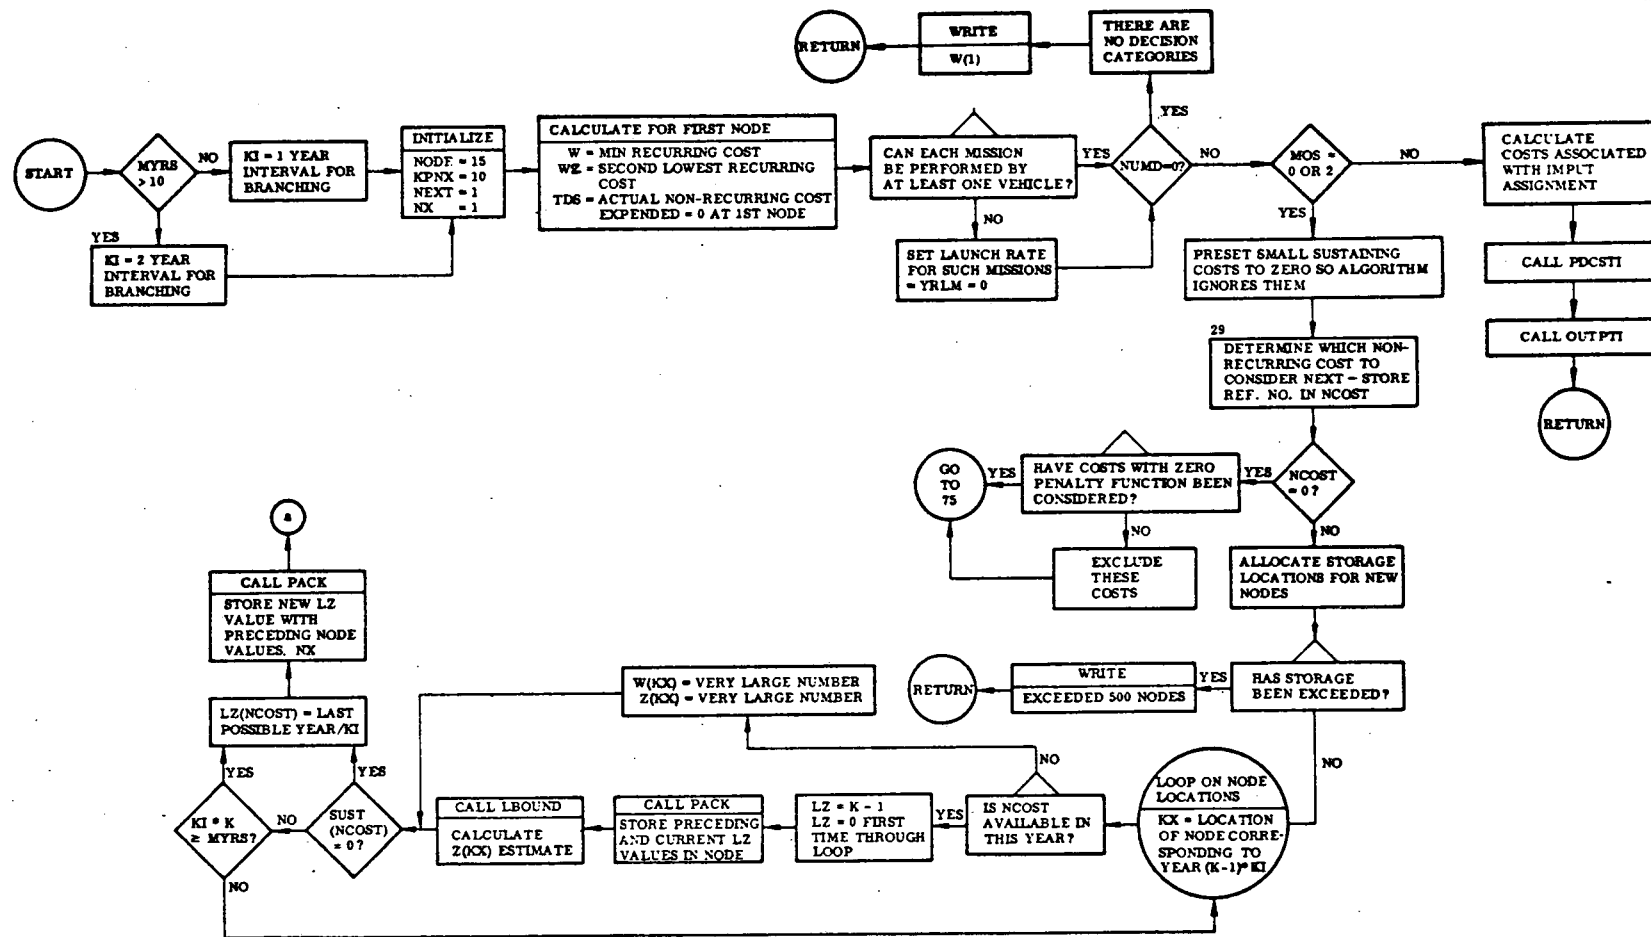 START
MYRS
> 10
NO
YES
KI = 1 YEAR
INTERVAL FOR
BRANCHING
KI = 2 YEAR
INTERVAL FOR
BRANCHING
INITIALIZE
NODE = 15
KPNX = 10
NEXT = 1
NX = 1
CALCULATE FOR FIRST NODE
W = MIN RECURRING COST
WZ = SECOND LOWEST RECURRING
COST
TDS = ACTUAL NON-RECURRING COST
EXPENDED = 0 AT 1ST NODE
CAN EACH MISSION
BE PERFORMED BY
AT LEAST ONE VEHICLE?
YES
NO
SET LAUNCH RATE
FOR SUCH MISSIONS
= YRLM = 0
NUMD=0?
YES
THERE ARE
NO DECISION
CATEGORIES
WRITE
W(1)
RETURN
NO
MOS =
0 OR 2
NO
CALCULATE
COSTS ASSOCIATED
WITH IMPUT
ASSIGNMENT
CALL PDCSTI
CALL OUTPTI
RETURN
YES
PRESET SMALL SUSTAINING
COSTS TO ZERO SO ALGORITHM
IGNORES THEM
29
DETERMINE WHICH NON-
RECURRING COST TO
CONSIDER NEXT - STORE
REF. NO. IN NCOST
NCOST
= 0?
YES
HAVE COSTS WITH ZERO
PENALTY FUNCTION BEEN
CONSIDERED?
YES
GO
TO
75
NO
EXCLUDE
THESE
COSTS
NO
ALLOCATE STORAGE
LOCATIONS FOR NEW
NODES
HAS STORAGE
BEEN EXCEEDED?
YES
WRITE
EXCEEDED 500 NODES
RETURN
NO
LOOP ON NODE
LOCATIONS
KX = LOCATION
OF NODE CORRE-
SPONDING TO
YEAR (K-1)*KI
IS NCOST
AVAILABLE IN
THIS YEAR?
NO
W(KX) = VERY LARGE NUMBER
Z(KX) = VERY LARGE NUMBER
YES
LZ = K - 1
LZ = 0 FIRST
TIME THROUGH
LOOP
CALL PACK
STORE PRECEDING
AND CURRENT LZ
VALUES IN NODE
CALL LBOUND
CALCULATE
Z(KX) ESTIMATE
SUST
(NCOST)
= 0?
YES
NO
KI * K
≥ MYRS?
YES
NO
LZ(NCOST) = LAST
POSSIBLE YEAR/KI
CALL PACK
STORE NEW LZ
VALUE WITH
PRECEDING NODE
VALUES, NX
a